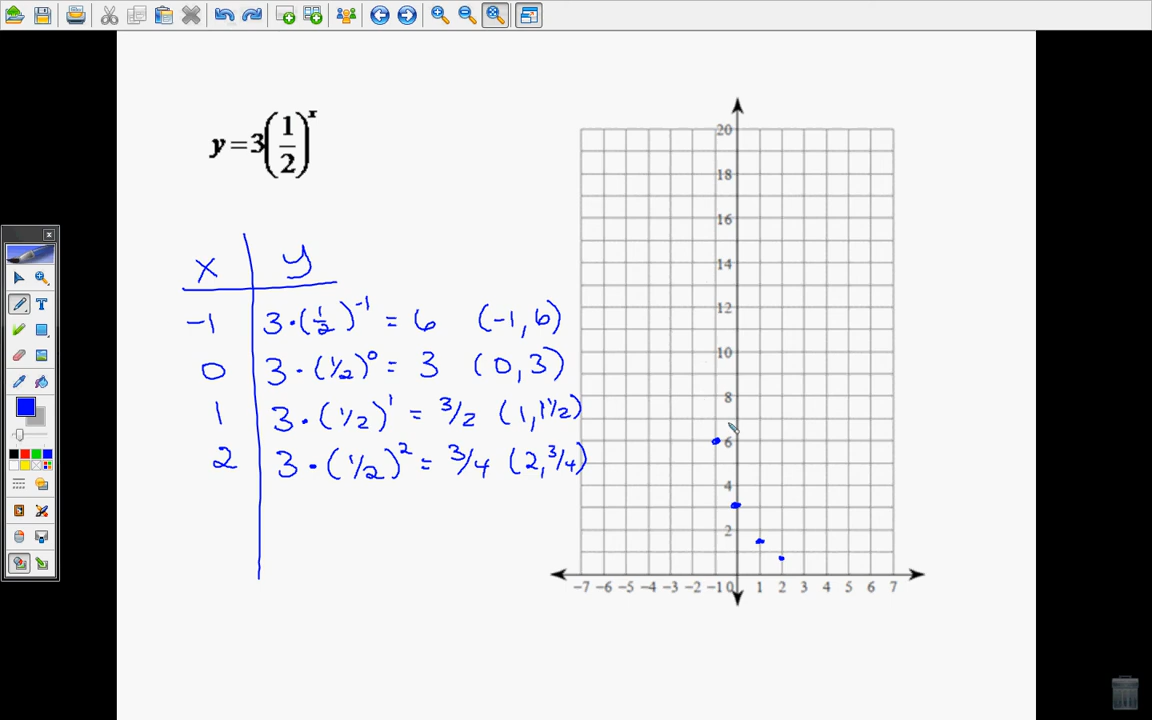 y=3(1/2)^x
x y
-1 3·(1/2)^-1 = 6 (-1,6)
0 3·(1/2)^0 = 3 (0,3)
1 3·(1/2)^1 = 3/2 (1,1 1/2)
2 3·(1/2)^2 = 3/4 (2,3/4)
20
18
16
14
12
10
8
6
4
2
-7 -6 -5 -4 -3 -2 -1 0 1 2 3 4 5 6 7
T